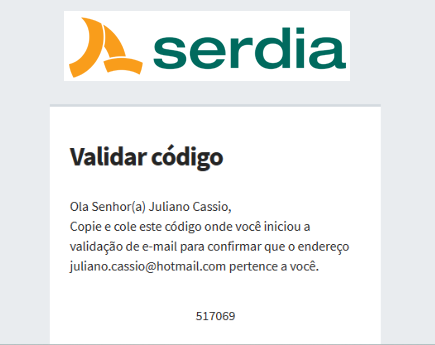 serdia
Validar código
Ola Senhor(a) Juliano Cassio,
Copie e cole este código onde você iniciou a
validação de e-mail para confirmar que o endereço
juliano.cassio@hotmail.com pertence a você.
517069